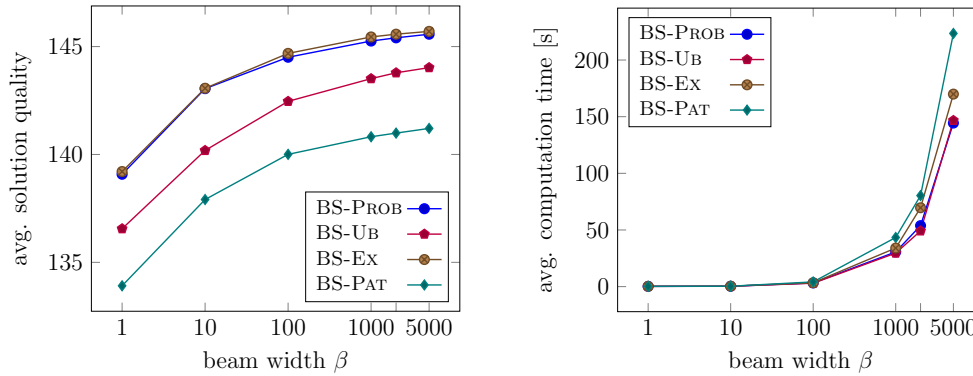 avg. solution quality
145
140
135
BS-PROB
BS-UB
BS-EX
BS-PAT
1 10 100 1000 5000
beam width β
avg. computation time [s]
200
150
100
50
0
BS-PROB
BS-UB
BS-EX
BS-PAT
1 10 100 1000 5000
beam width β